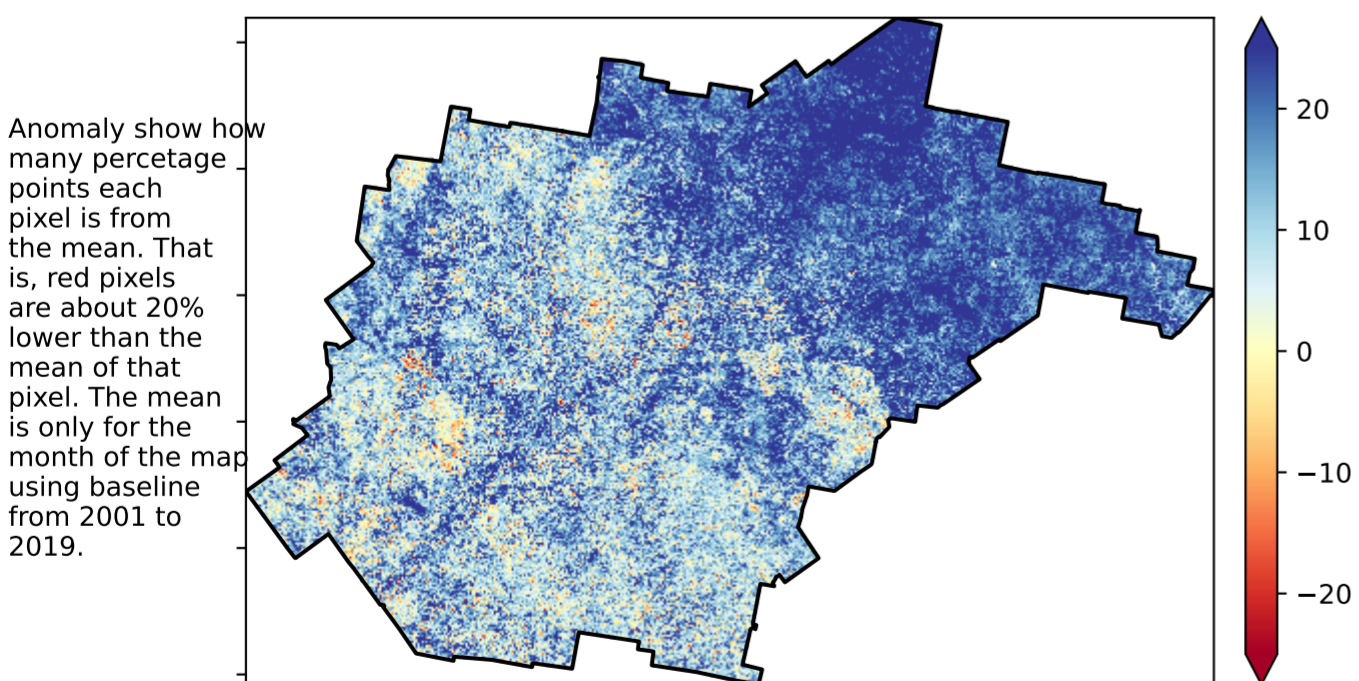 Anomaly show how
many percetage
points each
pixel is from
the mean. That
is, red pixels
are about 20%
lower than the
mean of that
pixel. The mean
is only for the
month of the map
using baseline
from 2001 to
2019.
20
10
0
−10
−20